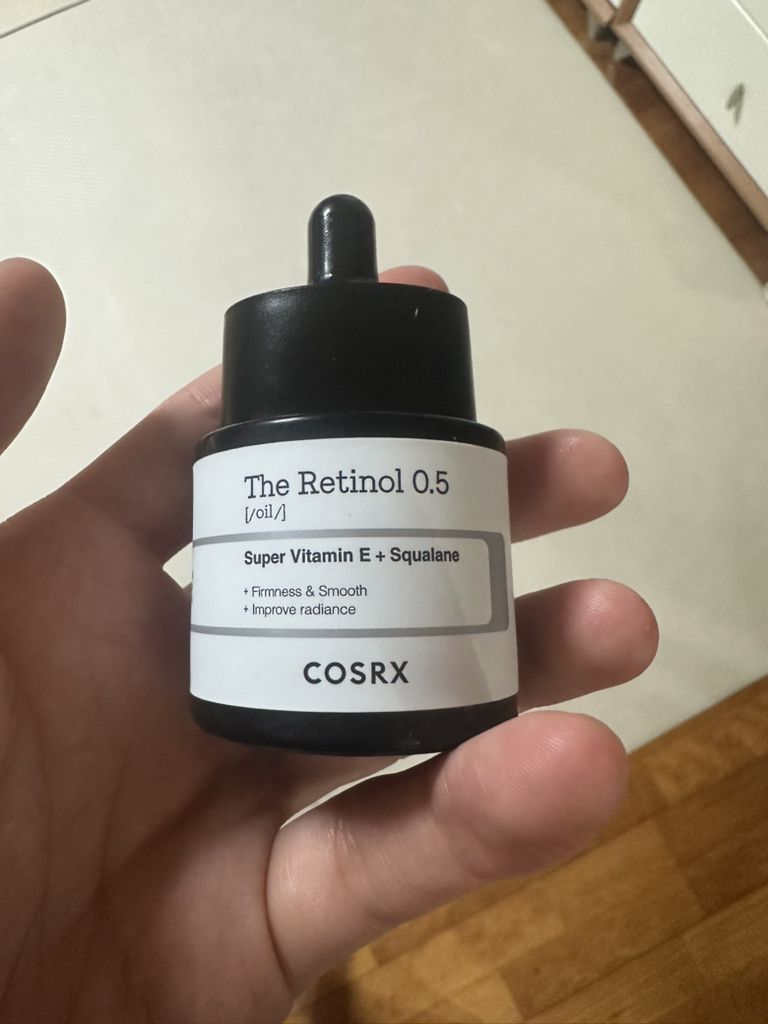 The Retinol 0.5
[/oil/]
Super Vitamin E + Squalane
+ Firmness & Smooth
+ Improve radiance
COSRX